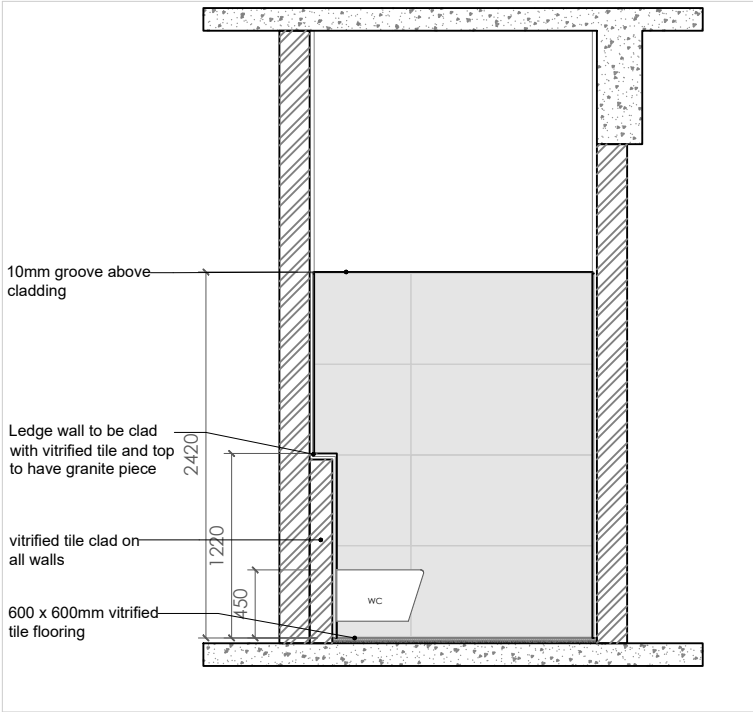 10mm groove above
cladding
Ledge wall to be clad
with vitrified tile and top
to have granite piece
2420
1220
vitrified tile clad on
all walls
450
WC
600 x 600mm vitrified
tile flooring